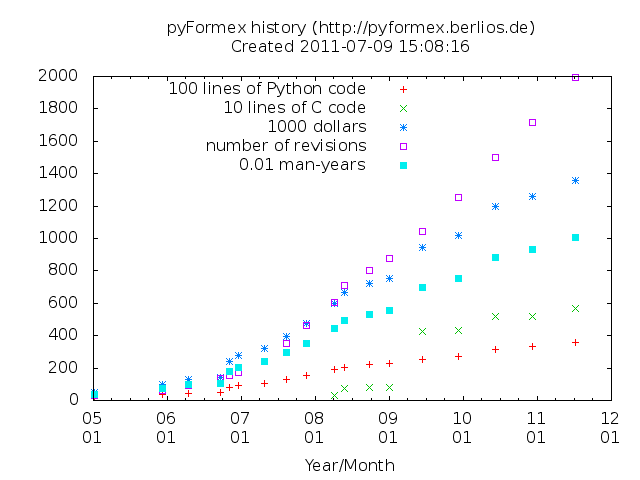 pyFormex history (http://pyformex.berlios.de)
Created 2011-07-09 15:08:16
2000
1800
1600
1400
1200
1000
800
600
400
200
0
100 lines of Python code
10 lines of C code
1000 dollars
number of revisions
0.01 man-years
05 06 07 08 09 10 11 12
01 01 01 01 01 01 01 01
Year/Month